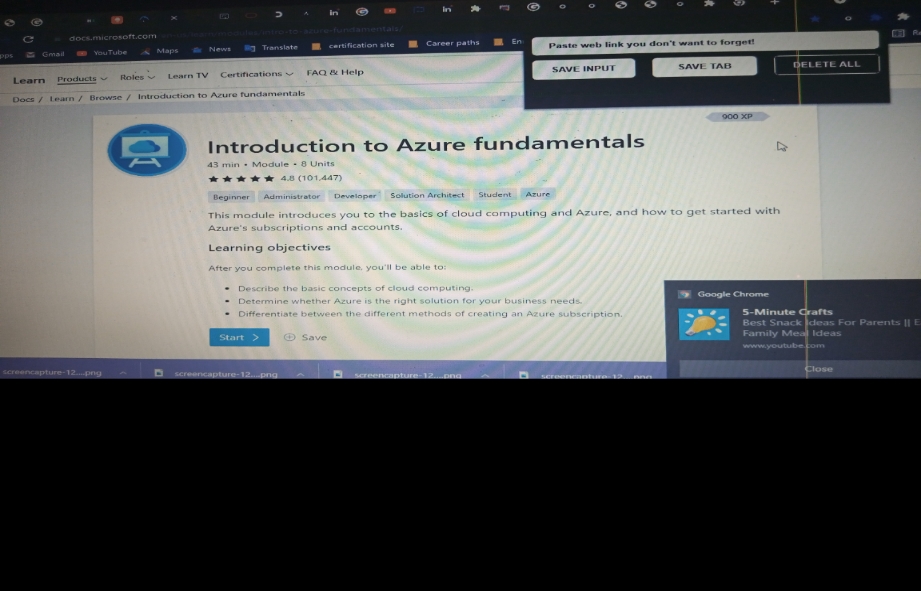 docs.microsoft.com
Gmail YouTube Maps News Translate certification site Career paths En
Paste web link you don't want to forget!
SAVE INPUT SAVE TAB DELETE ALL
Learn Products Roles Learn TV Certifications FAQ & Help
Docs / Learn / Browse / Introduction to Azure fundamentals
900 XP
Introduction to Azure fundamentals
43 min • Module • 8 Units
4.8 (101,447)
Beginner Administrator Developer Solution Architect Student Azure
This module introduces you to the basics of cloud computing and Azure, and how to get started with
Azure's subscriptions and accounts.
Learning objectives
After you complete this module, you'll be able to:
• Describe the basic concepts of cloud computing.
• Determine whether Azure is the right solution for your business needs.
• Differentiate between the different methods of creating an Azure subscription.
Start > Save
Google Chrome
5-Minute Crafts
Best Snack Ideas For Parents || E
Family Meal Ideas
www.youtube.com
Close
screencapture-12....png screencapture-12....png screencapture-12....png screencapture-12....png